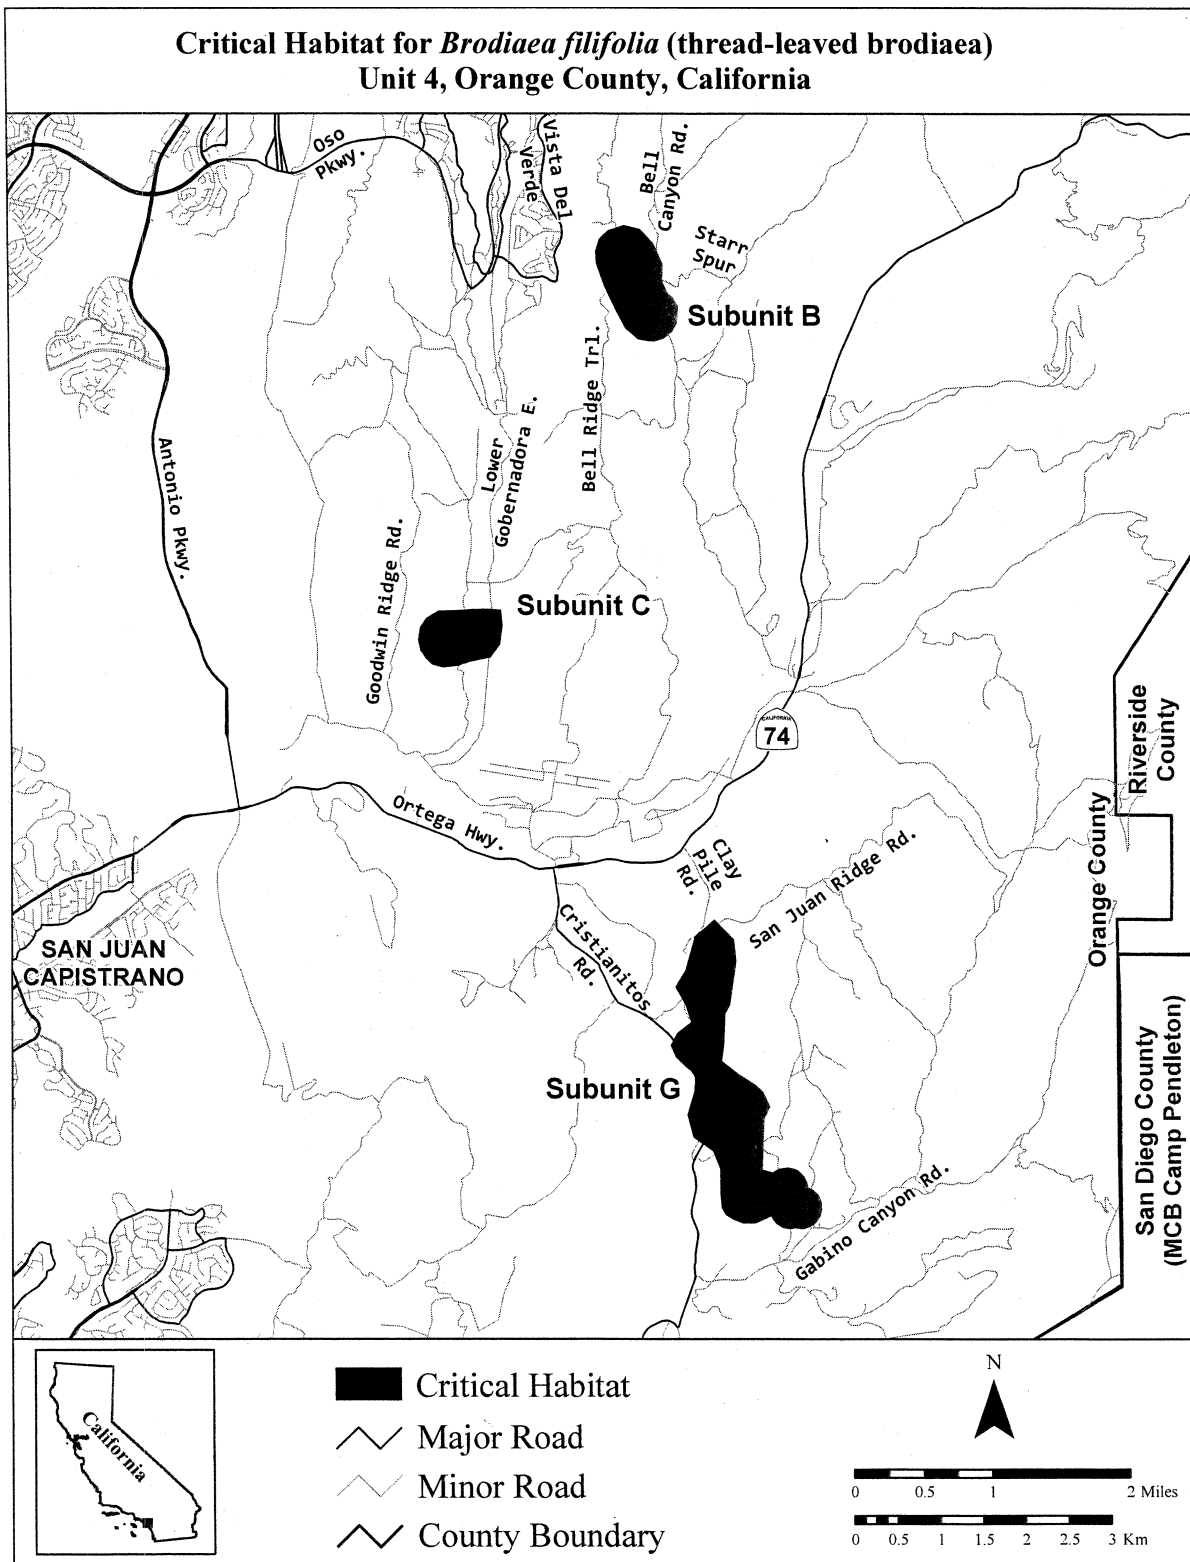 Critical Habitat for Brodiaea filifolia (thread-leaved brodiaea)
Unit 4, Orange County, California
Oso
Pkwy.
Vista Del
Verde
Bell
Canyon Rd.
Starr
Spur
Subunit B
Bell Ridge Trl.
Lower
Gobernadora E.
Antonio Pkwy.
Goodwin Ridge Rd.
Subunit C
CALIFORNIA
74
Riverside
County
Orange County
Ortega Hwy.
Clay
Pile
Rd.
San Juan Ridge Rd.
Cristianitos
Rd.
SAN JUAN
CAPISTRANO
Subunit G
Gabino Canyon Rd.
San Diego County
(MCB Camp Pendleton)
California
Critical Habitat
Major Road
Minor Road
County Boundary
N
0 0.5 1 2 Miles
0 0.5 1 1.5 2 2.5 3 Km